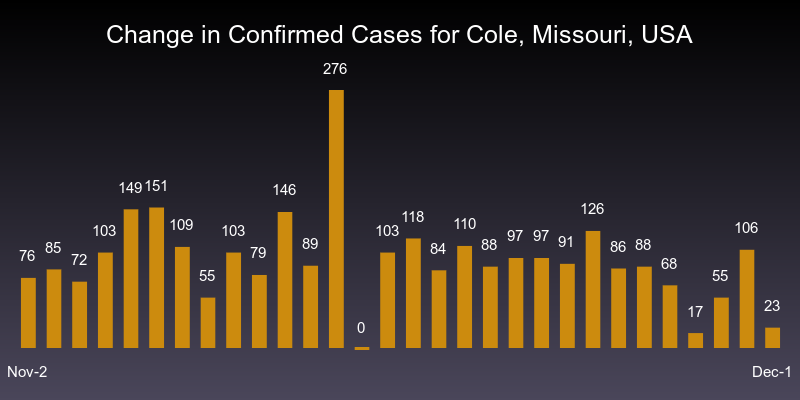 Change in Confirmed Cases for Cole, Missouri, USA
76 85 72 103 149 151 109 55 103 79 146 89 276 0 103 118 84 110 88 97 97 91 126 86 88 68 17 55 106 23
Nov-2 Dec-1